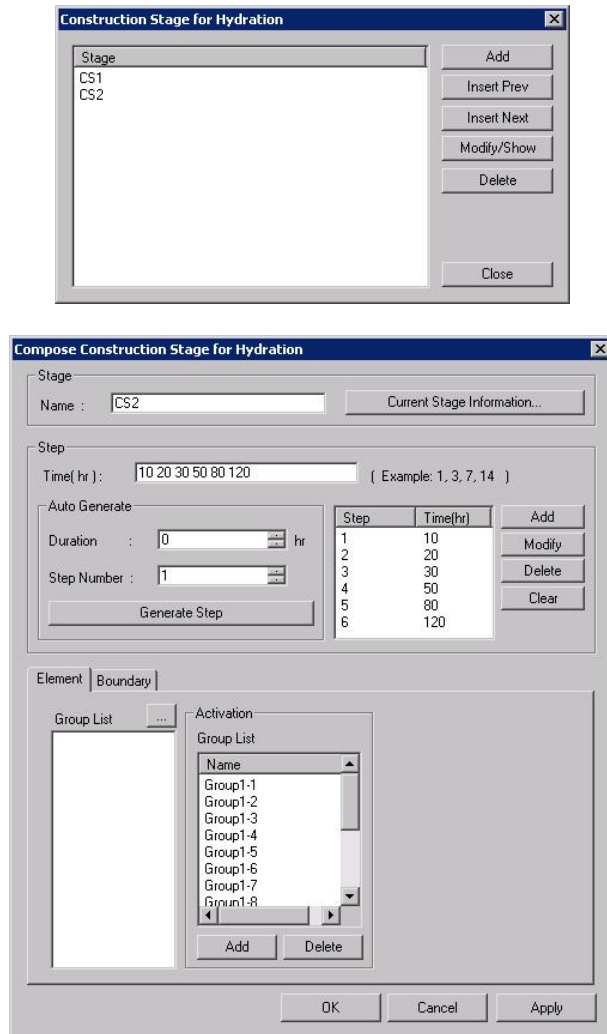 Construction Stage for Hydration
Stage
CS1
CS2
Add
Insert Prev
Insert Next
Modify/Show
Delete
Close
Compose Construction Stage for Hydration
Stage
Name : CS2 Current Stage Information...
Step
Time( hr ) : 10 20 30 50 80 120 ( Example: 1, 3, 7, 14 )
Auto Generate
Duration : 0 hr
Step Number : 1
Generate Step
Step Time(hr)
1 10
2 20
3 30
4 50
5 80
6 120
Add
Modify
Delete
Clear
Element Boundary
Group List ...
Activation
Group List
Name
Group1-1
Group1-2
Group1-3
Group1-4
Group1-5
Group1-6
Group1-7
Group1-8
Add Delete
OK Cancel Apply